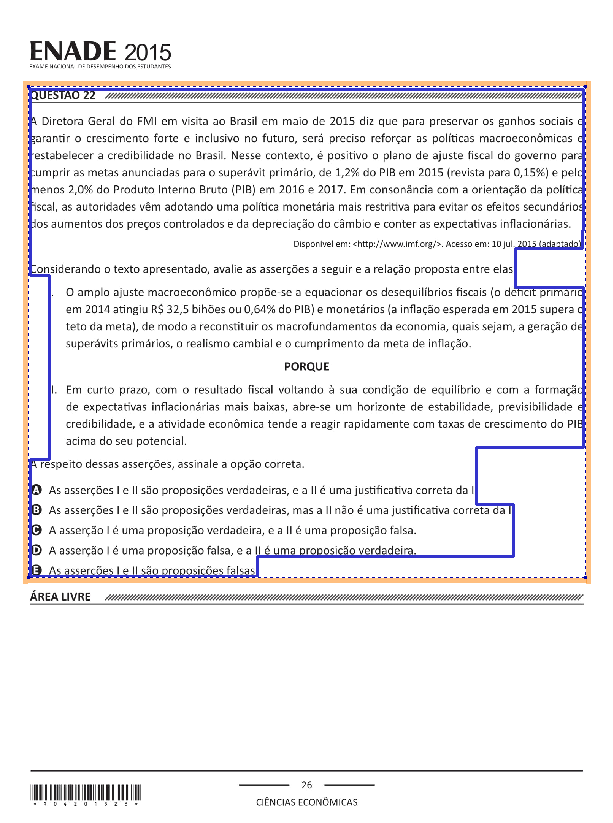 ENADE 2015
EXAME NACIONAL DE DESEMPENHO DOS ESTUDANTES
QUESTÃO 22
A Diretora Geral do FMI em visita ao Brasil em maio de 2015 diz que para preservar os ganhos sociais e
garantir o crescimento forte e inclusivo no futuro, será preciso reforçar as políticas macroeconômicas e
restabelecer a credibilidade no Brasil. Nesse contexto, é positivo o plano de ajuste fiscal do governo para
cumprir as metas anunciadas para o superávit primário, de 1,2% do PIB em 2015 (revista para 0,15%) e pelo
menos 2,0% do Produto Interno Bruto (PIB) em 2016 e 2017. Em consonância com a orientação da política
fiscal, as autoridades vêm adotando uma política monetária mais restritiva para evitar os efeitos secundários
dos aumentos dos preços controlados e da depreciação do câmbio e conter as expectativas inflacionárias.
Disponível em: <http://www.imf.org/>. Acesso em: 10 jul. 2015 (adaptado).
Considerando o texto apresentado, avalie as asserções a seguir e a relação proposta entre elas.
I. O amplo ajuste macroeconômico propõe-se a equacionar os desequilíbrios fiscais (o deficit primário
em 2014 atingiu R$ 32,5 bihões ou 0,64% do PIB) e monetários (a inflação esperada em 2015 supera o
teto da meta), de modo a reconstituir os macrofundamentos da economia, quais sejam, a geração de
superávits primários, o realismo cambial e o cumprimento da meta de inflação.
PORQUE
II. Em curto prazo, com o resultado fiscal voltando à sua condição de equilíbrio e com a formação
de expectativas inflacionárias mais baixas, abre-se um horizonte de estabilidade, previsibilidade e
credibilidade, e a atividade econômica tende a reagir rapidamente com taxas de crescimento do PIB
acima do seu potencial.
A respeito dessas asserções, assinale a opção correta.
A As asserções I e II são proposições verdadeiras, e a II é uma justificativa correta da I.
B As asserções I e II são proposições verdadeiras, mas a II não é uma justificativa correta da I.
C A asserção I é uma proposição verdadeira, e a II é uma proposição falsa.
D A asserção I é uma proposição falsa, e a II é uma proposição verdadeira.
E As asserções I e II são proposições falsas.
ÁREA LIVRE
26
CIÊNCIAS ECONÔMICAS